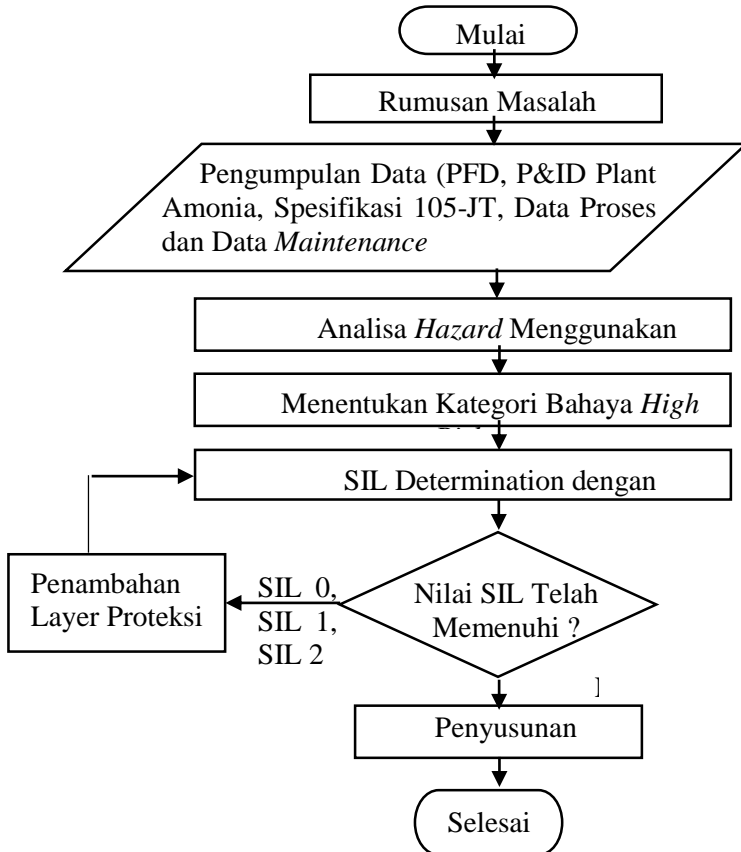 Mulai
Rumusan Masalah
Pengumpulan Data (PFD, P&ID Plant
Amonia, Spesifikasi 105-JT, Data Proses
dan Data Maintenance
Analisa Hazard Menggunakan
Menentukan Kategori Bahaya High
SIL Determination dengan
Penambahan
Layer Proteksi
SIL 0,
SIL 1,
SIL 2
Nilai SIL Telah
Memenuhi ?
Penyusunan
Selesai